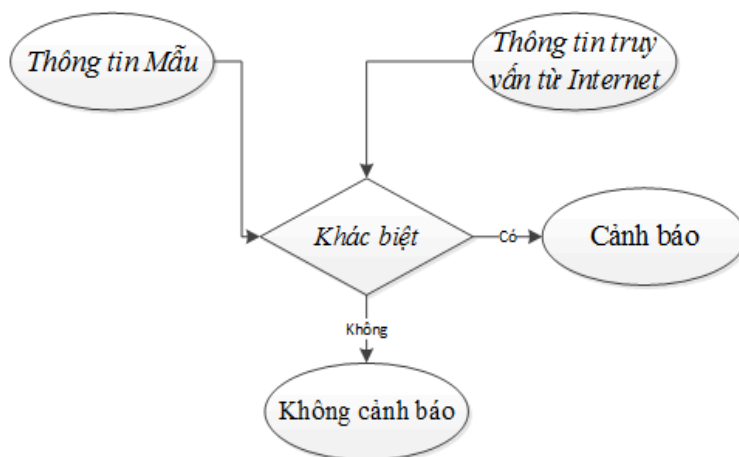 Thông tin Mẫu
Thông tin truy
vấn từ Internet
Khác biệt
Có
Cảnh báo
Không
Không cảnh báo